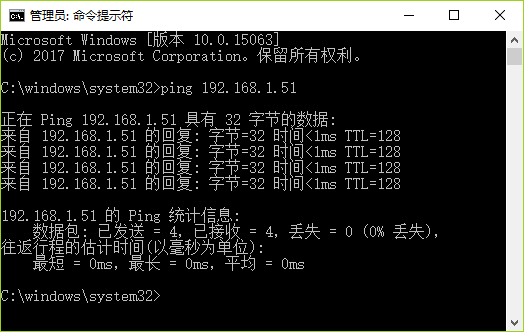 管理员: 命令提示符
Microsoft Windows [版本 10.0.15063]
(c) 2017 Microsoft Corporation。保留所有权利。
C:\windows\system32>ping 192.168.1.51
正在 Ping 192.168.1.51 具有 32 字节的数据:
来自 192.168.1.51 的回复: 字节=32 时间<1ms TTL=128
来自 192.168.1.51 的回复: 字节=32 时间<1ms TTL=128
来自 192.168.1.51 的回复: 字节=32 时间<1ms TTL=128
来自 192.168.1.51 的回复: 字节=32 时间<1ms TTL=128
192.168.1.51 的 Ping 统计信息:
数据包: 已发送 = 4，已接收 = 4，丢失 = 0 (0% 丢失)，
往返行程的估计时间(以毫秒为单位):
最短 = 0ms，最长 = 0ms，平均 = 0ms
C:\windows\system32>